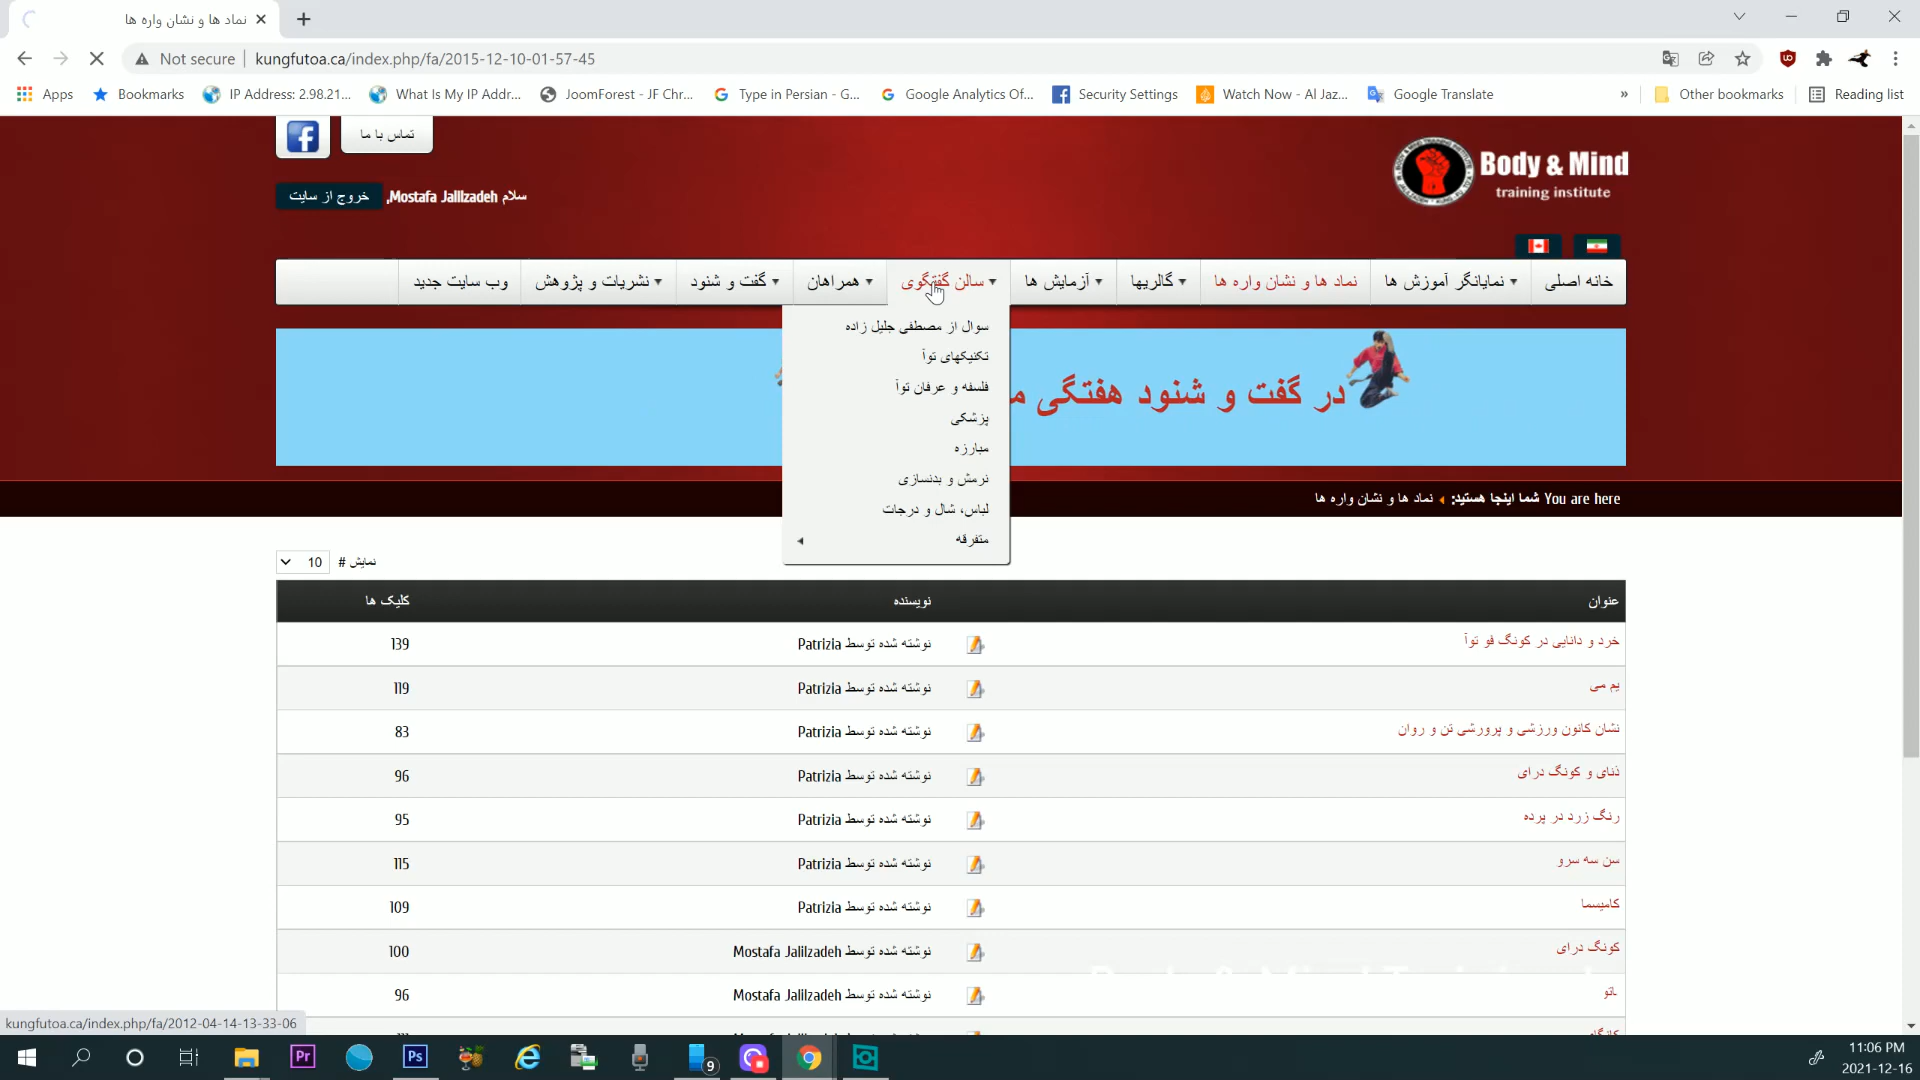 نماد ها و نشان واره ها
Not secure
kungfutoa.ca/index.php/fa/2015-12-10-01-57-45
Apps
Bookmarks
IP Address: 2.98.21...
What Is My IP Addr...
JoomForest - JF Chr...
Type in Persian - G...
Google Analytics Of...
Security Settings
Watch Now - Al Jaz...
Google Translate
»
Other bookmarks
Reading list
تماس با ما
Body & Mind
training institute
سلام Mostafa Jalilzadeh,
خروج از سایت
خانه اصلی
نمایانگر آموزش ها
نماد ها و نشان واره ها
گالریها
آزمایش ها
سالن گفتگوی
همراهان
گفت و شنود
نشریات و پژوهش
وب سایت جدید
سوال از مصطفی جلیل زاده
تکنیکهای توآ
فلسفه و عرفان توآ
پزشکی
مبارزه
نرمش و بدنسازی
لباس، شال و درجات
متفرقه
در گفت و شنود هفتگی
You are here شما اینجا هستید: نماد ها و نشان واره ها
نمایش # 10
عنوان نویسنده کلیک ها
خرد و دانایی در کونگ فو توآ نوشته شده توسط Patrizia 139
یم می نوشته شده توسط Patrizia 119
نشان کانون ورزشی و پرورشی تن و روان نوشته شده توسط Patrizia 83
ذنای و کونگ درای نوشته شده توسط Patrizia 96
رنگ زرد در پرده نوشته شده توسط Patrizia 95
سن سه سرو نوشته شده توسط Patrizia 115
کامیسما نوشته شده توسط Patrizia 109
کونگ درای نوشته شده توسط Mostafa Jalilzadeh 100
نوشته شده توسط Mostafa Jalilzadeh 96
kungfutoa.ca/index.php/fa/2012-04-14-13-33-06
Pr
Ps
9
11:06 PM
2021-12-16